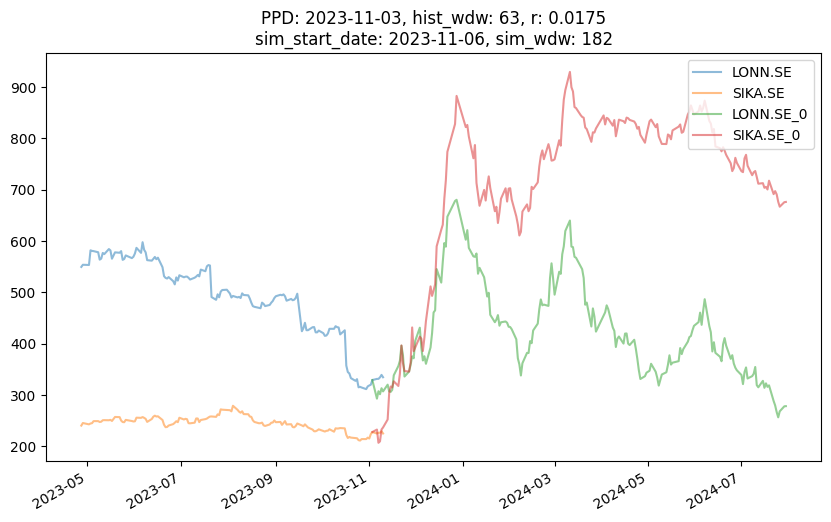 PPD: 2023-11-03, hist_wdw: 63, r: 0.0175
sim_start_date: 2023-11-06, sim_wdw: 182
LONN.SE
SIKA.SE
LONN.SE_0
SIKA.SE_0
900
800
700
600
500
400
300
200
2023-05
2023-07
2023-09
2023-11
2024-01
2024-03
2024-05
2024-07